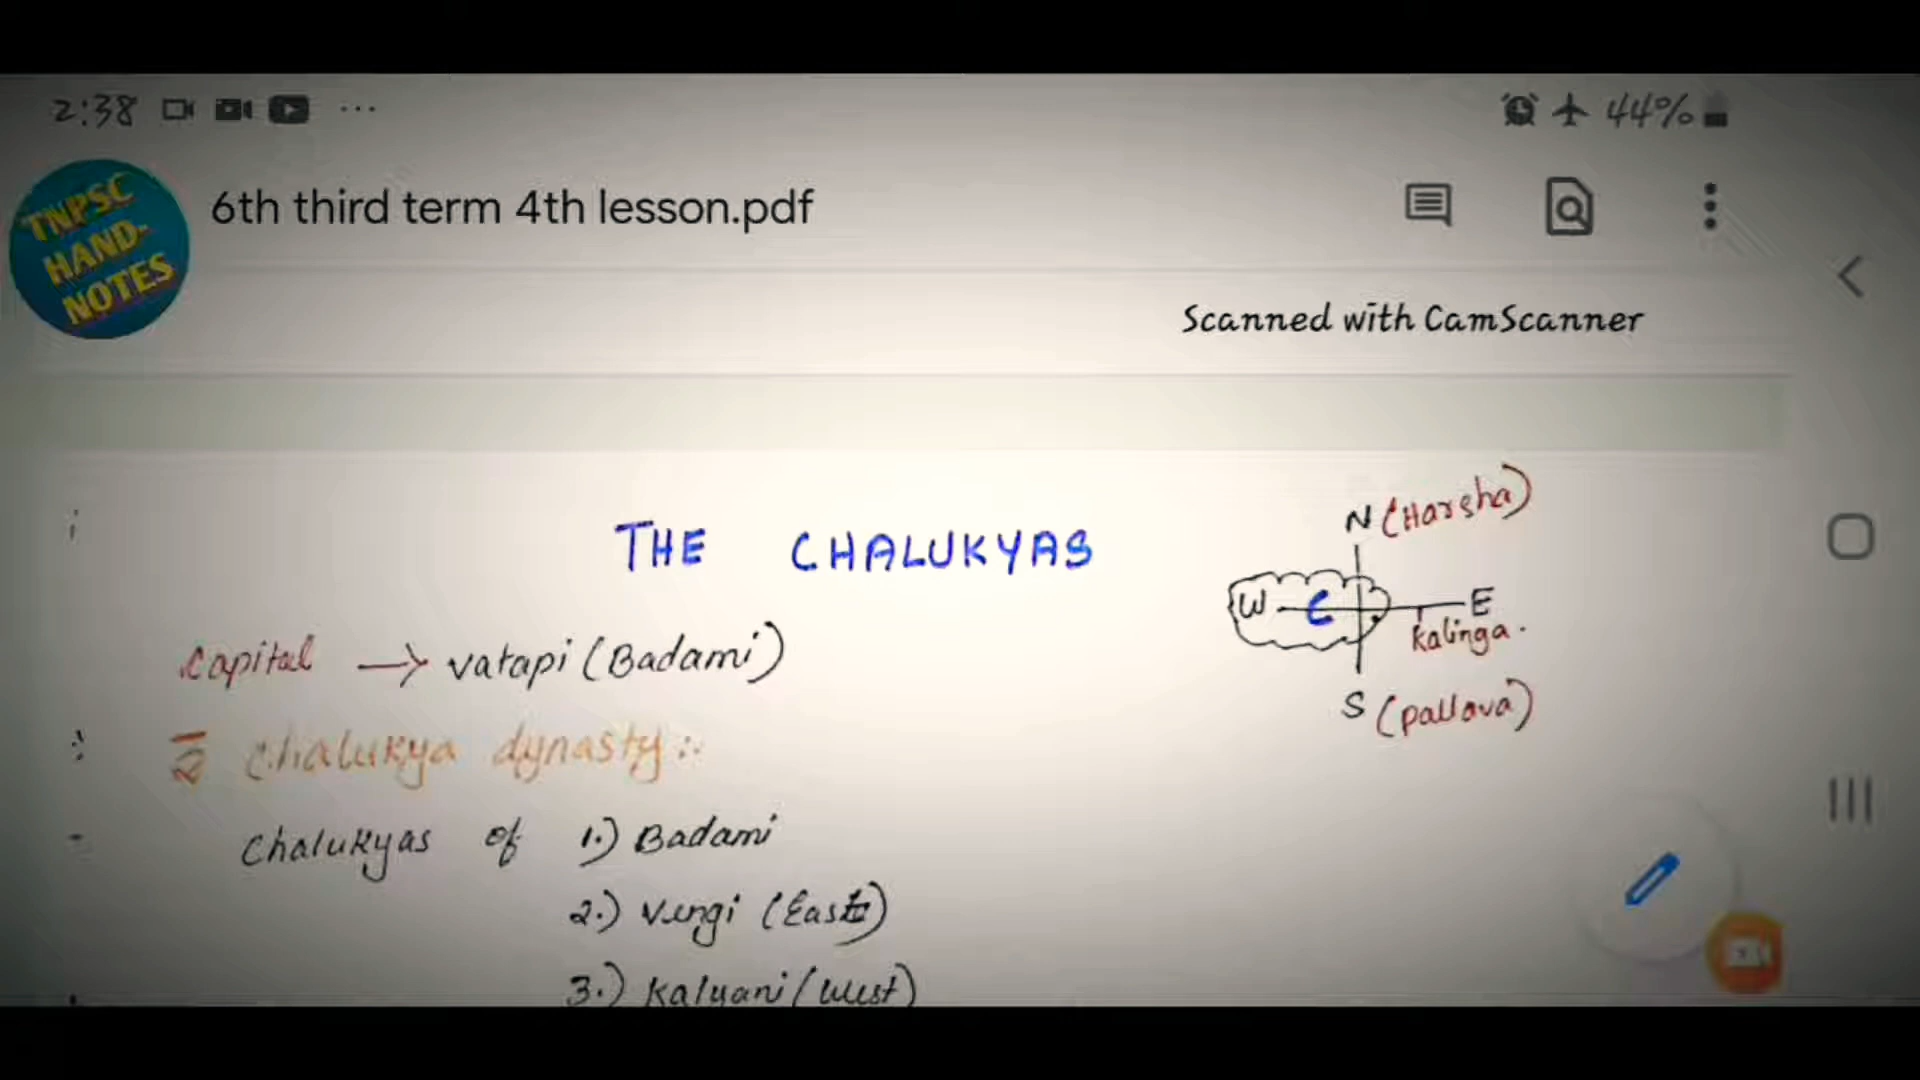 2:38 ... 44%
TNPSC
HAND-
NOTES
6th third term 4th lesson.pdf
Scanned with CamScanner
THE CHALUKYAS
N (Harsha)
W C E
Kalinga.
S (Pallava)
Capital → vatapi (Badami)
Chalukya dynasty :-
Chalukyas of 1.) Badami
2.) Vengi (East)
3.) Kalyani (West)